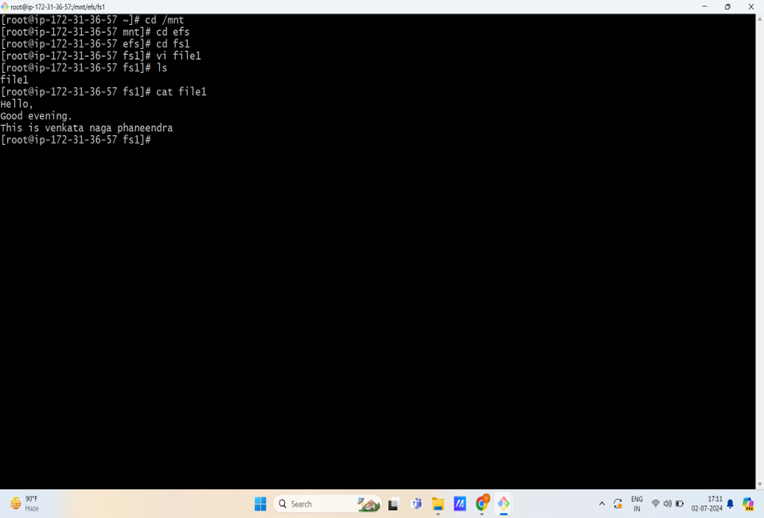 root@ip-172-31-36-57:/mnt/efs/fs1
[root@ip-172-31-36-57 ~]# cd /mnt
[root@ip-172-31-36-57 mnt]# cd efs
[root@ip-172-31-36-57 efs]# cd fs1
[root@ip-172-31-36-57 fs1]# vi file1
[root@ip-172-31-36-57 fs1]# ls
file1
[root@ip-172-31-36-57 fs1]# cat file1
Hello,
Good evening.
This is venkata naga phaneendra
[root@ip-172-31-36-57 fs1]#
90°F
Haze
Search
ENG
IN
17:11
02-07-2024